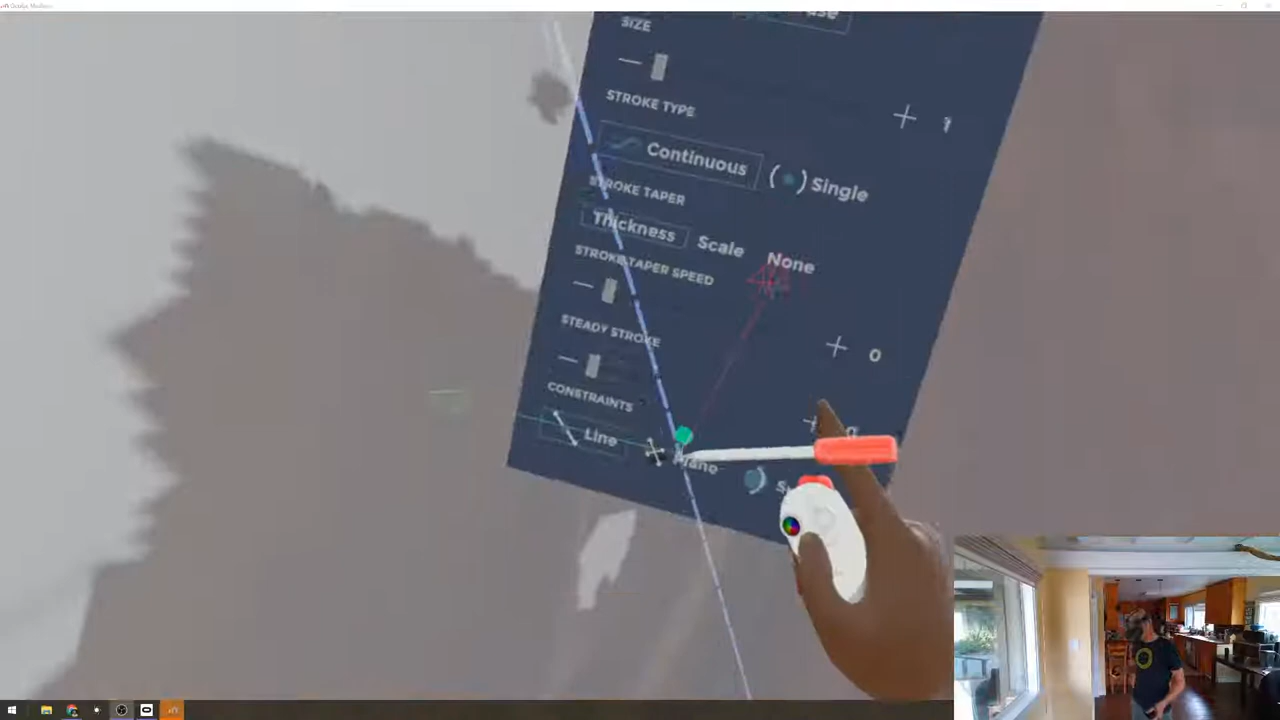 SIZE
STROKE TYPE
1
Continuous
Single
STROKE TAPER
Thickness
Scale
None
STROKE TAPER SPEED
STEADY STROKE
0
CONSTRAINTS
Line
Plane